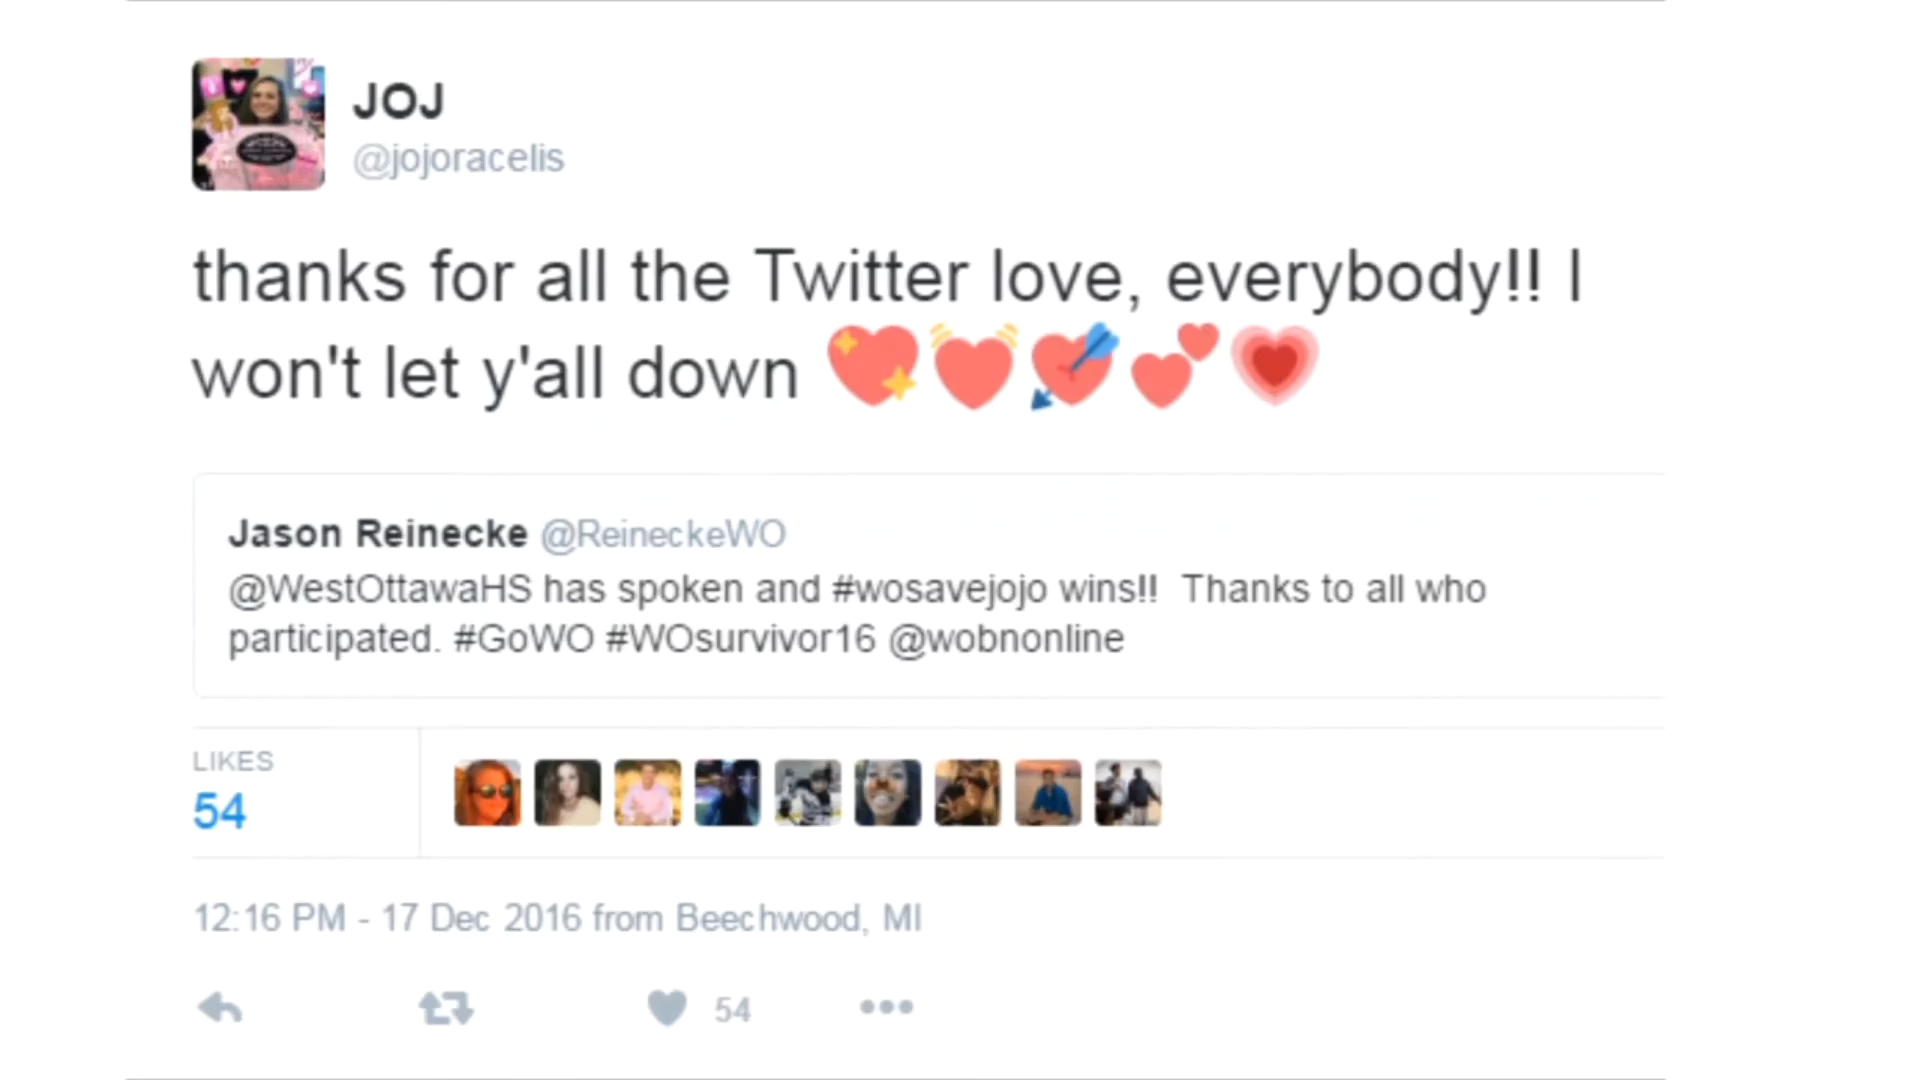 JOJ
@jojoracelis
thanks for all the Twitter love, everybody!! I
won't let y'all down 💖💓💘💕💗
Jason Reinecke @ReineckeWO
@WestOttawaHS has spoken and #wosavejojo wins!!  Thanks to all who
participated. #GoWO #WOsurvivor16 @wobnonline
LIKES
54
12:16 PM - 17 Dec 2016 from Beechwood, MI
54